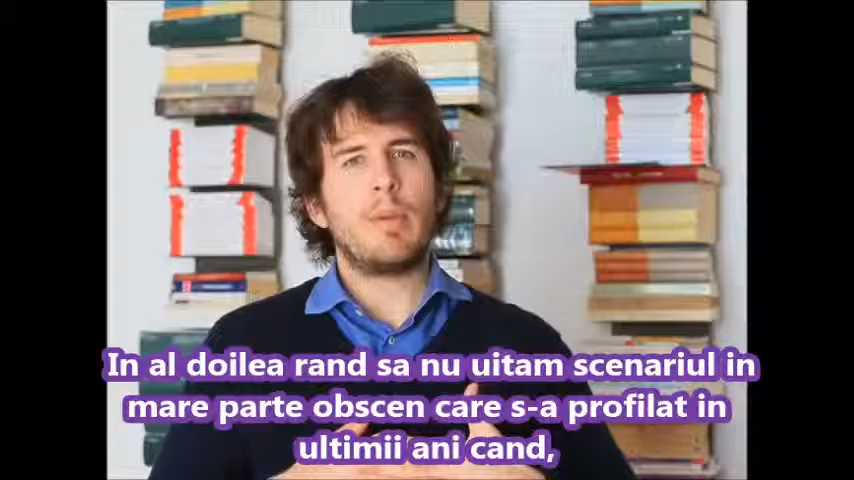 In al doilea rand sa nu uitam scenariul in
mare parte obscen care s-a profilat in
ultimii ani cand,